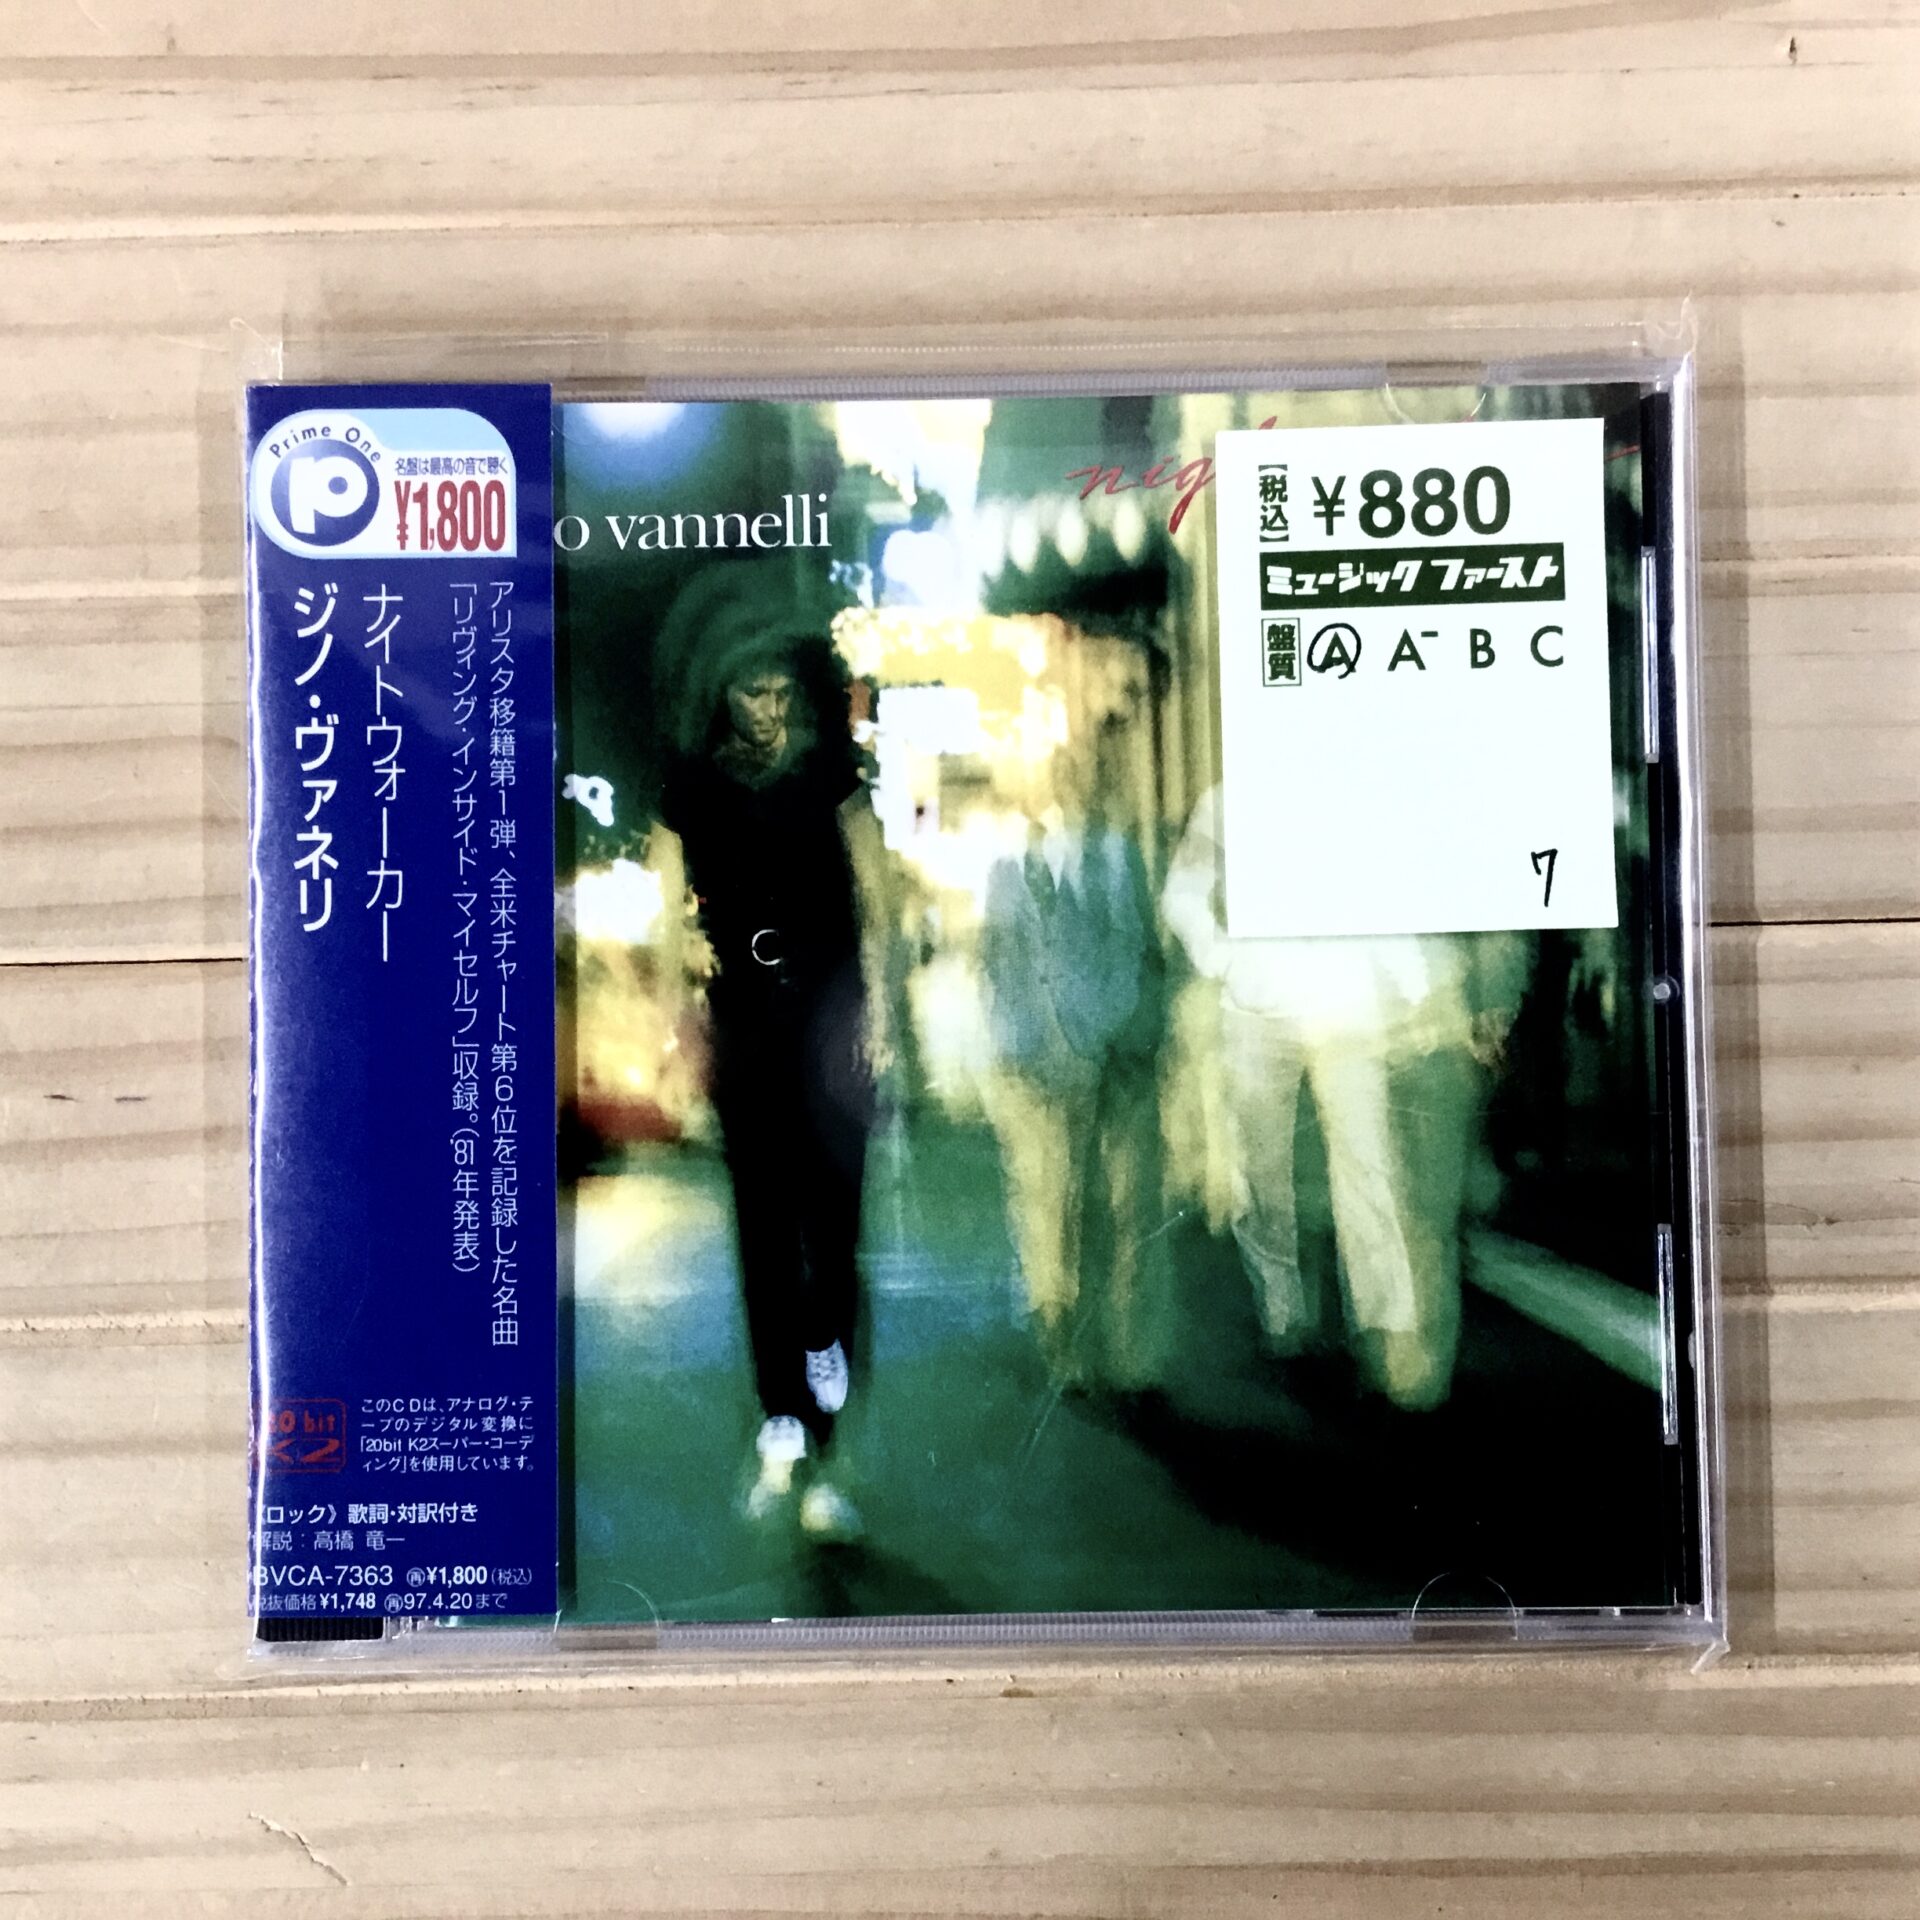 Prime One
p
名盤は最高の音で聴く
¥1,800
アリスタ移籍第1弾、全米チャート第6位を記録した名曲
「リヴィング・インサイド・マイセルフ」収録。('81年発表)
ナイトウォーカー
ジノ・ヴァネリ
20 bit
K2
このCDは、アナログ・テ
ープのデジタル変換に
「20bit K2スーパー・コーデ
ィング」を使用しています。
《ロック》歌詞・対訳付き
解説：高橋 竜一
BVCA-7363 再¥1,800(税込)
税抜価格¥1,748 再97.4.20まで
o vannelli
nig
【税込】¥880
ミュージック ファースト
盤質 A A- B C
7